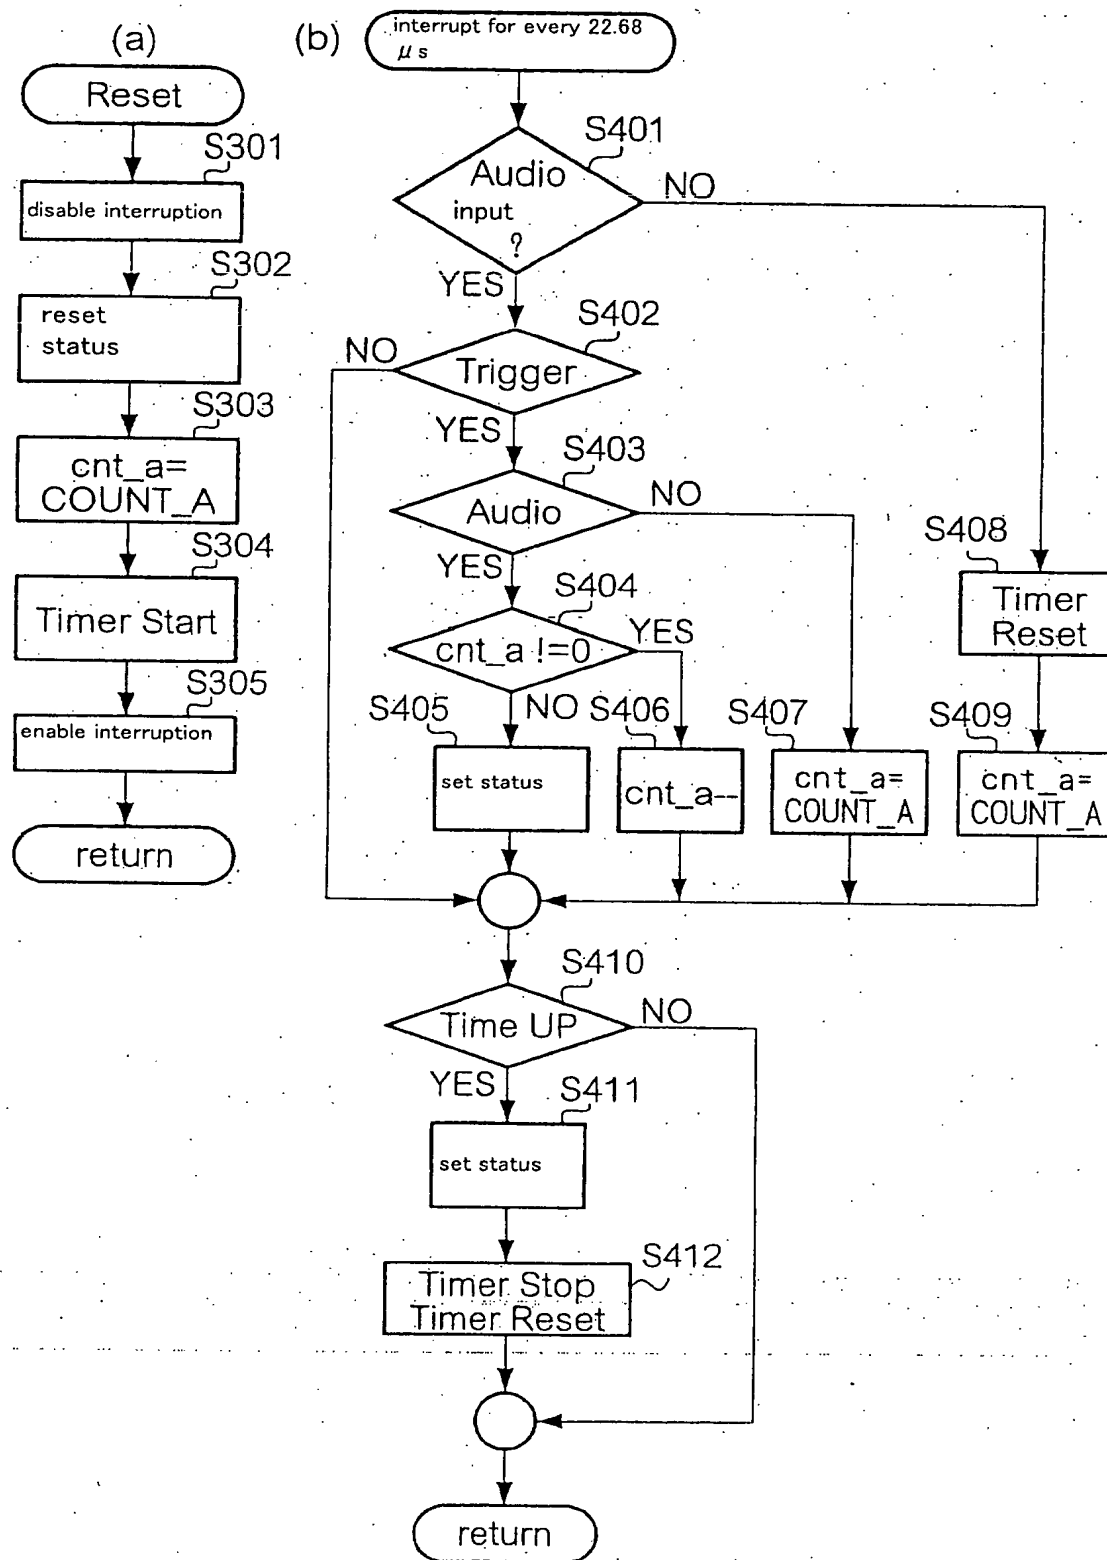 (a)
Reset
S301
disable interruption
S302
reset
status
S303
cnt_a=
COUNT_A
S304
Timer Start
S305
enable interruption
return
(b)
interrupt for every 22.68
μs
S401
Audio
input
?
NO
YES
S402
Trigger
NO
YES
S403
Audio
NO
YES
S404
cnt_a !=0
YES
NO
S405
set status
S406
cnt_a--
S407
cnt_a=
COUNT_A
S408
Timer
Reset
S409
cnt_a=
COUNT_A
S410
Time UP
NO
YES
S411
set status
S412
Timer Stop
Timer Reset
return